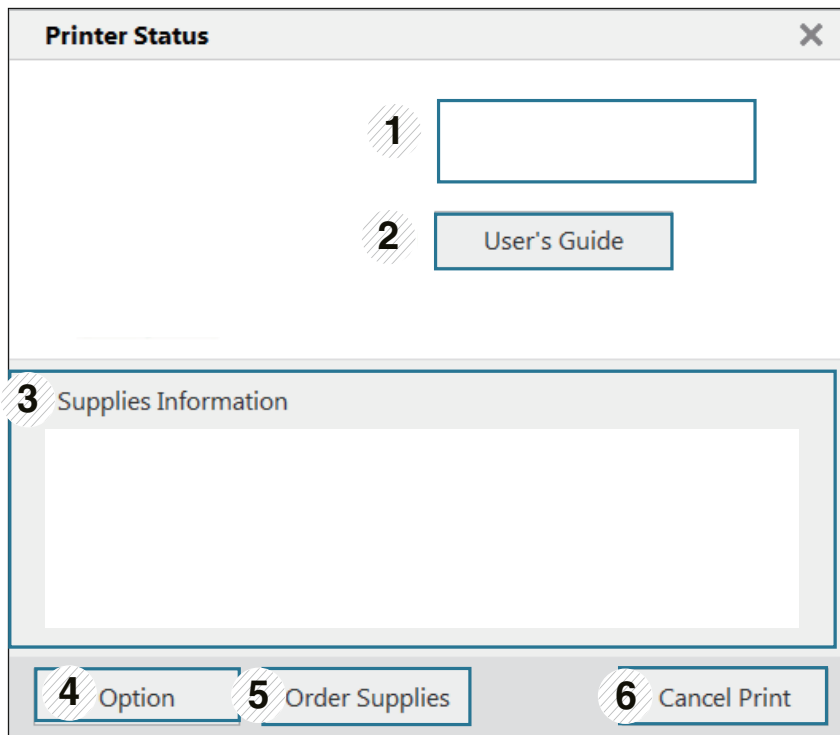 Printer Status
1
2
User's Guide
3 Supplies Information
4 Option 5 Order Supplies 6 Cancel Print